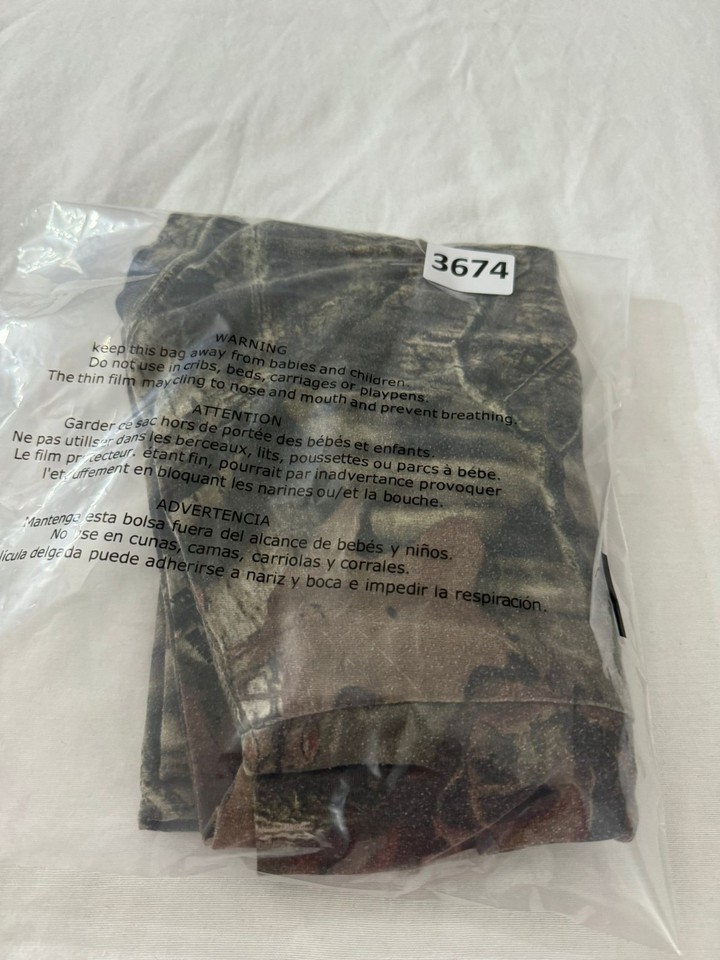 3674
WARNING
keep this bag away from babies and children.
Do not use in cribs, beds, carriages or playpens.
The thin film may cling to nose and mouth and prevent breathing.
ATTENTION
Garder ce sac hors de portée des bébés et enfants.
Ne pas utiliser dans les berceaux, lits, poussettes ou parcs à bébé.
Le film protecteur. étant fin, pourrait par inadvertance provoquer
l'etouffement en bloquant les narines ou/et la bouche.
ADVERTENCIA
Mantenga esta bolsa fuera del alcance de bebés y niños.
No use en cunas, camas, carriolas y corrales.
delgada puede adherirse a nariz y boca e impedir la respiración.